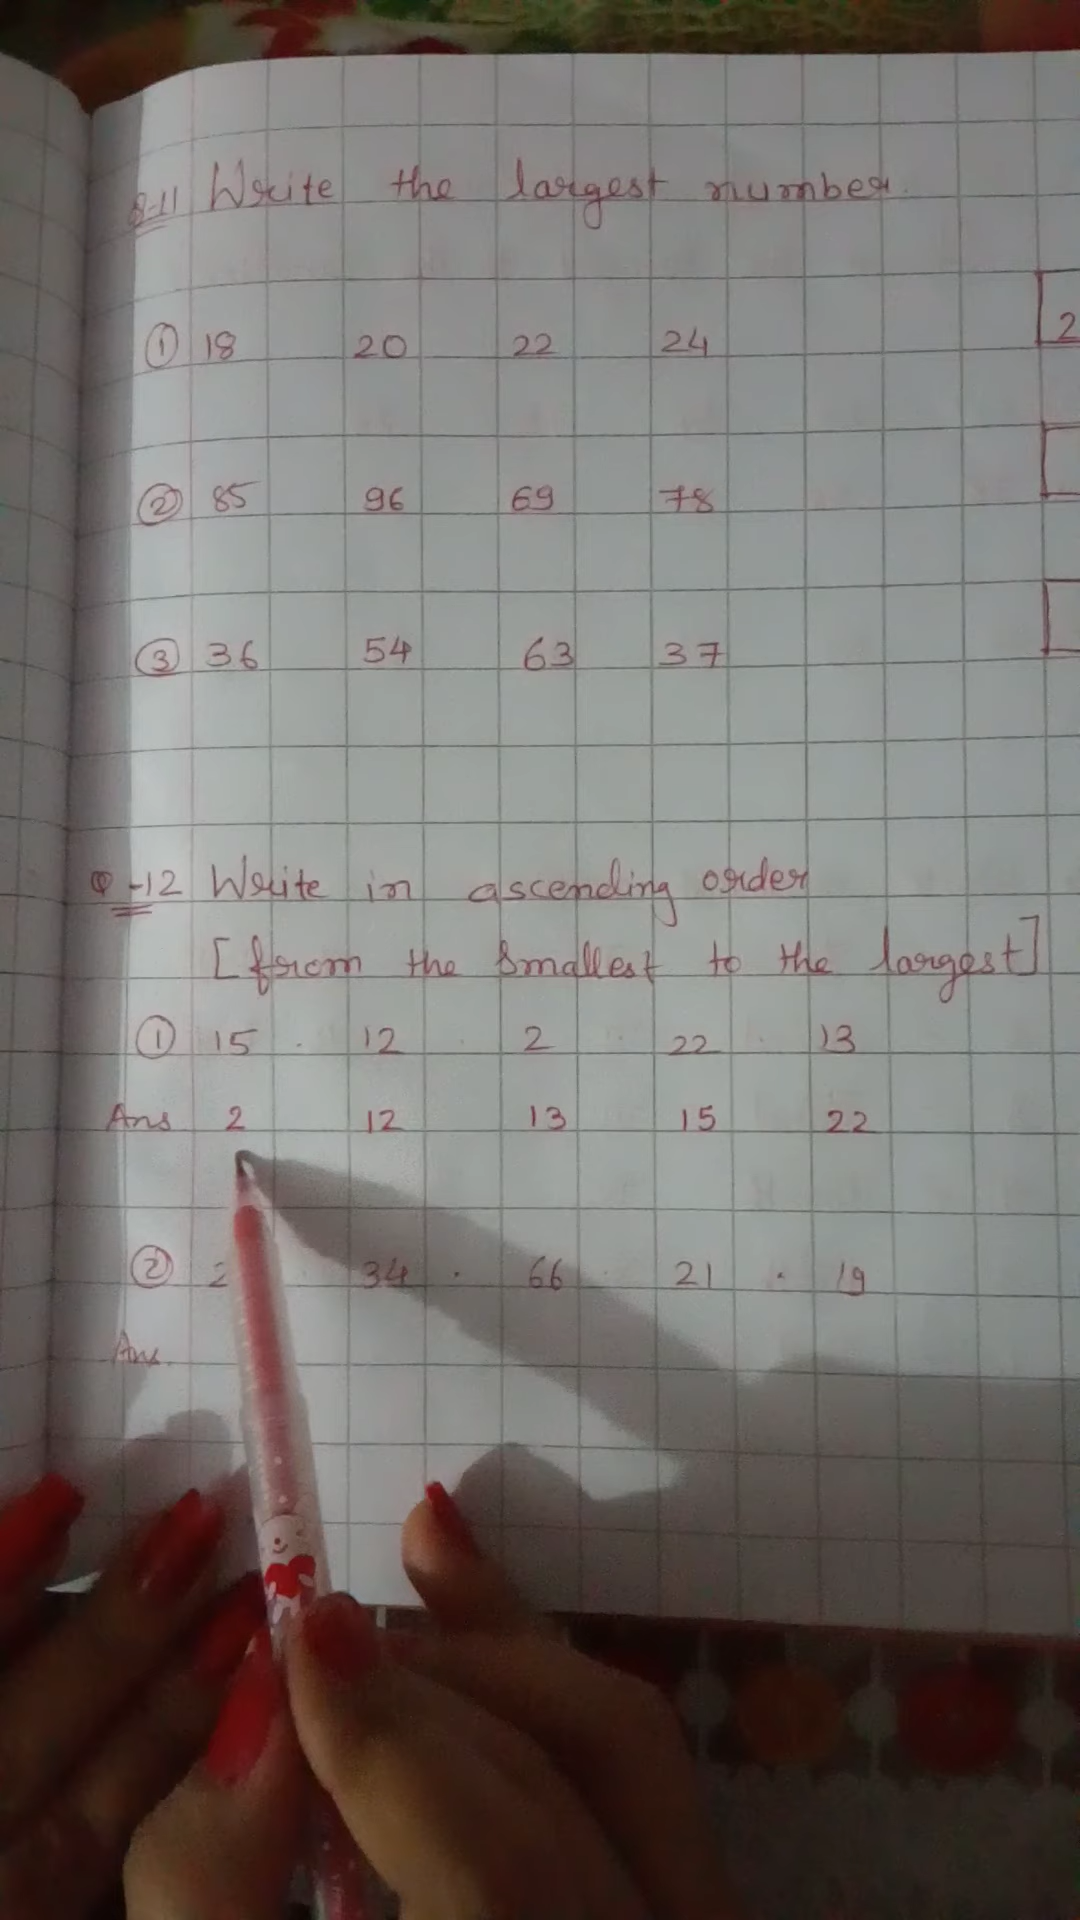 Q-11 Write the largest number.
① 18 20 22 24 2
② 85 96 69 78
③ 36 54 63 37
Q-12 Write in ascending order
[from the smallest to the largest]
① 15 . 12 . 2 . 22 . 13
Ans 2 12 13 15 22
② 34 . 66 . 21 . 19
Ans.